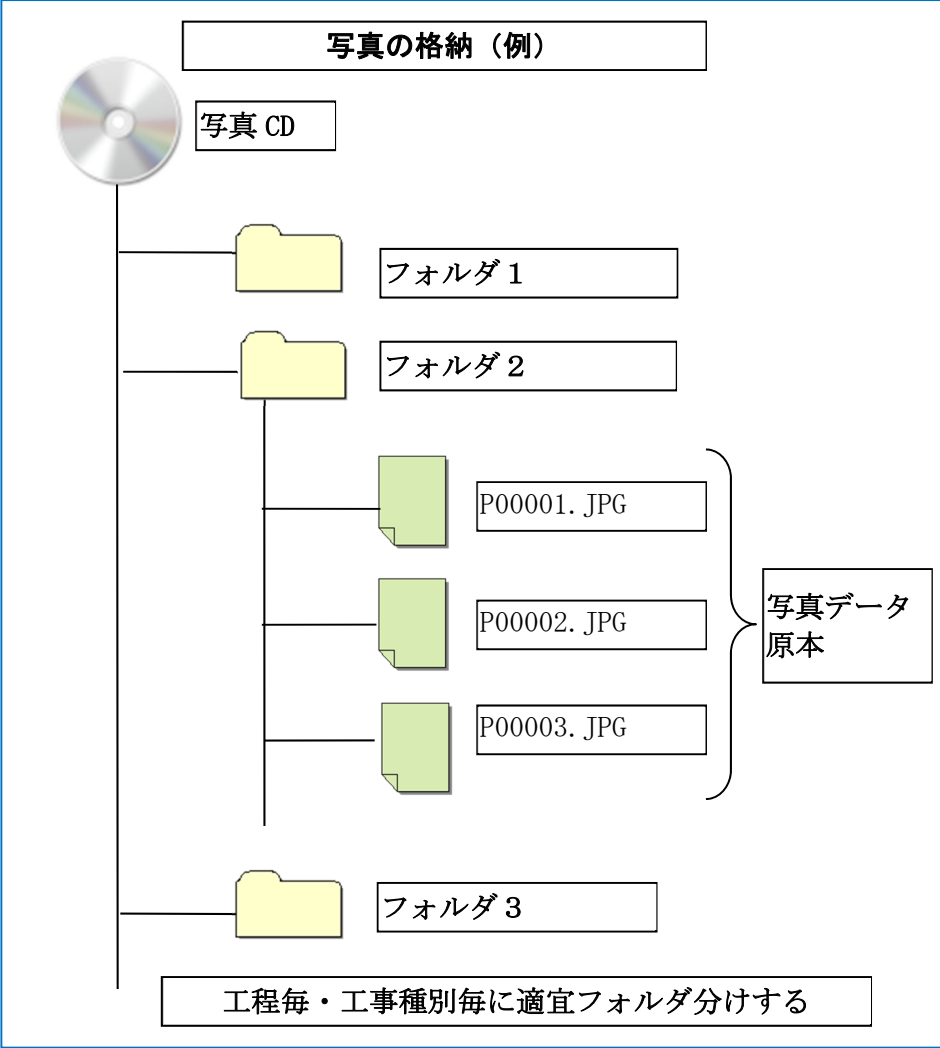 写真の格納（例）
写真 CD
フォルダ１
フォルダ２
P00001.JPG
P00002.JPG
P00003.JPG
写真データ
原本
フォルダ３
工程毎・工事種別毎に適宜フォルダ分けする